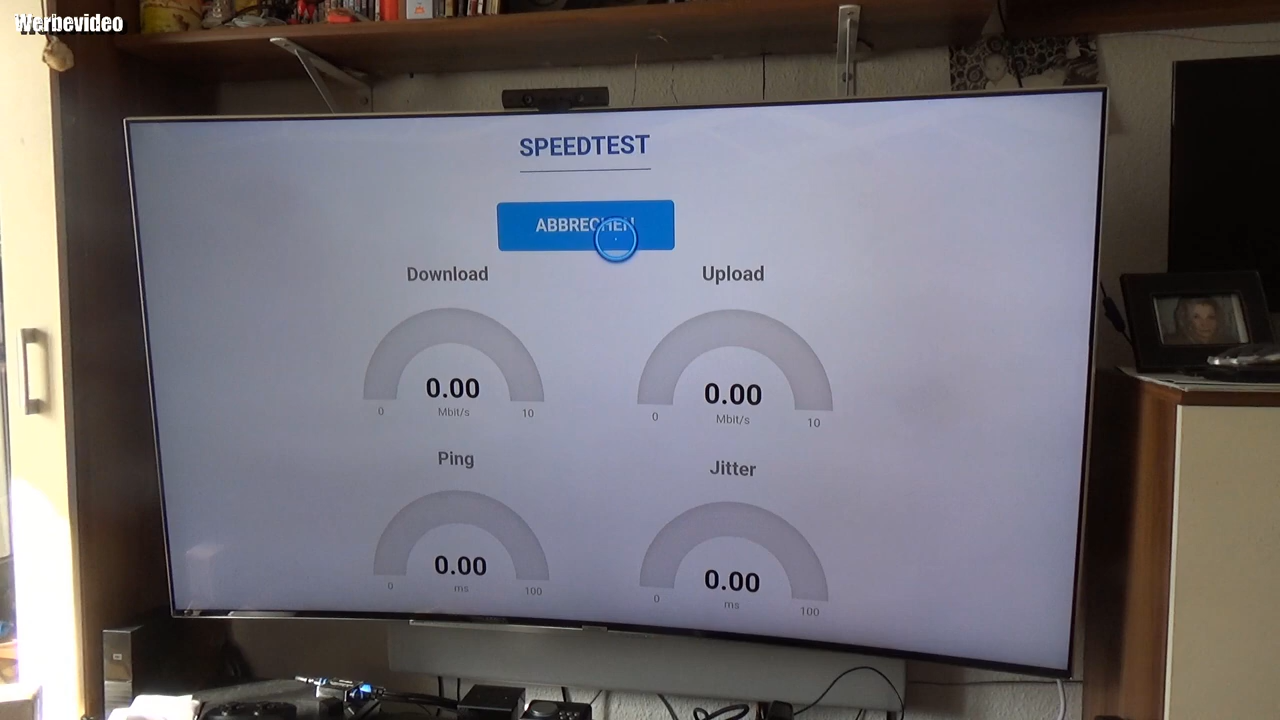 Werbevideo
SPEEDTEST
ABBRECHEN
Download
Upload
0.00
0.00
0
Mbit/s
10
0
Mbit/s
10
Ping
Jitter
0.00
0.00
0
ms
100
0
ms
100